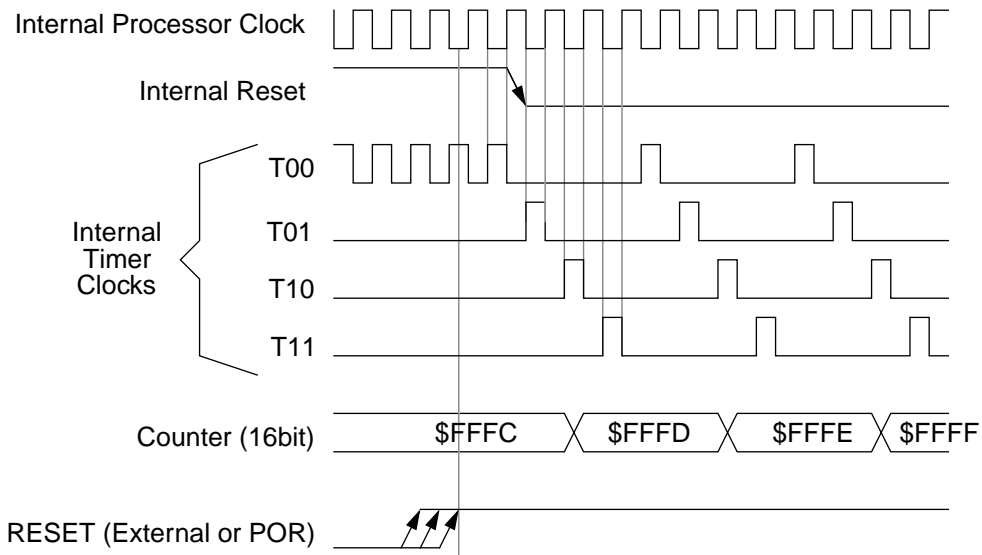 Internal Processor Clock
Internal Reset
T00
T01
Internal
Timer
Clocks
T10
T11
Counter (16bit)
$FFFC
$FFFD
$FFFE
$FFFF
RESET (External or POR)